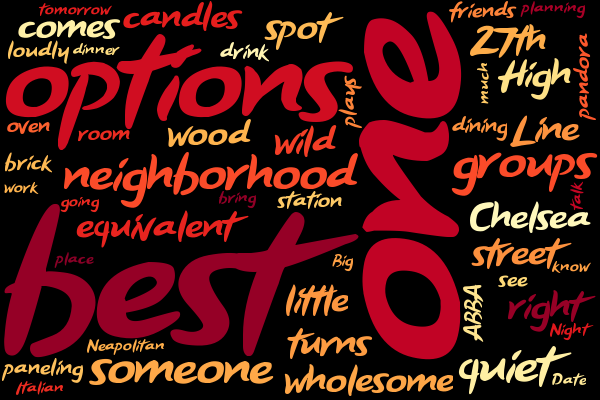 tomorrow
candles
comes
spot
friends
planning
loudly
dinner
drink
27th
High
pandora
options
plays
one
much
oven
room
wood
wild
dining
Line
brick
neighborhood
groups
work
going
bring
station
talk
equivalent
Chelsea
best
place
Big
street
know
see
little
ABBA
right
Night
Neapolitan
turns
paneling
someone
wholesome
quiet
Date
Italian